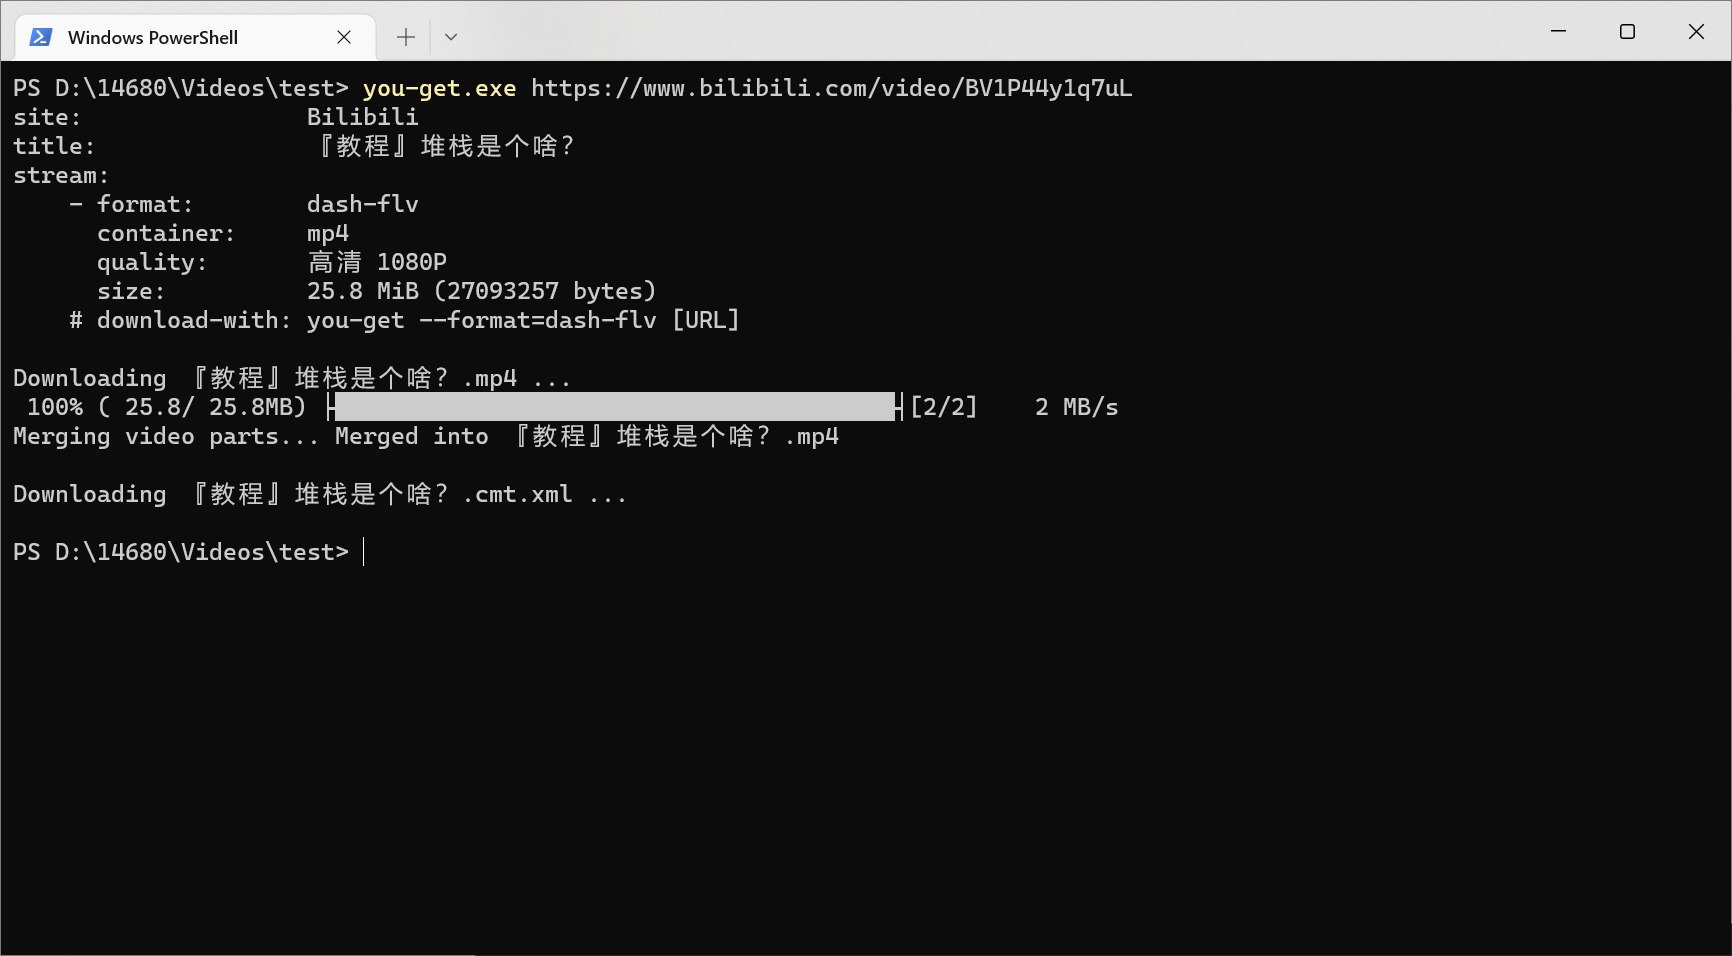 Windows PowerShell
PS D:\14680\Videos\test> you-get.exe https://www.bilibili.com/video/BV1P44y1q7uL
site:                Bilibili
title:               『教程』堆栈是个啥？
stream:
    - format:        dash-flv
      container:     mp4
      quality:       高清 1080P
      size:          25.8 MiB (27093257 bytes)
    # download-with: you-get --format=dash-flv [URL]
Downloading 『教程』堆栈是个啥？.mp4 ...
 100% ( 25.8/ 25.8MB) ├████████████████████████████████████████┤[2/2]    2 MB/s
Merging video parts... Merged into 『教程』堆栈是个啥？.mp4
Downloading 『教程』堆栈是个啥？.cmt.xml ...
PS D:\14680\Videos\test>